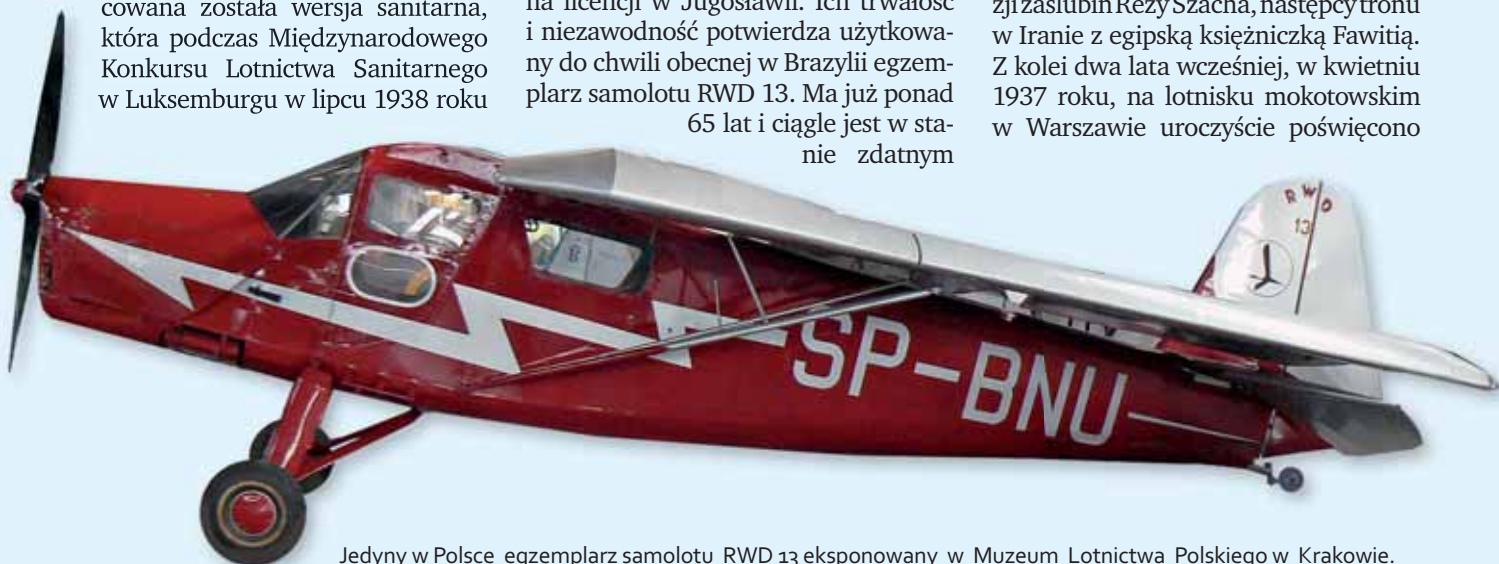 cowana została wersja sanitarna,
która podczas Międzynarodowego
Konkursu Lotnictwa Sanitarnego
w Luksemburgu w lipcu 1938 roku
na licencji w Jugosławii. Ich trwałość
i niezawodność potwierdza użytkowa-
ny do chwili obecnej w Brazylii egzem-
plarz samolotu RWD 13. Ma już ponad
65 lat i ciągle jest w sta-
nie zdatnym
zji zaślubin Rezy Szacha, następcy tronu
w Iranie z egipską księżniczką Fawitią.
Z kolei dwa lata wcześniej, w kwietniu
1937 roku, na lotnisku mokotowskim
w Warszawie uroczyście poświęcono
RWD
13
SP-BNU
Jedyny w Polsce egzemplarz samolotu RWD 13 eksponowany w Muzeum Lotnictwa Polskiego w Krakowie.